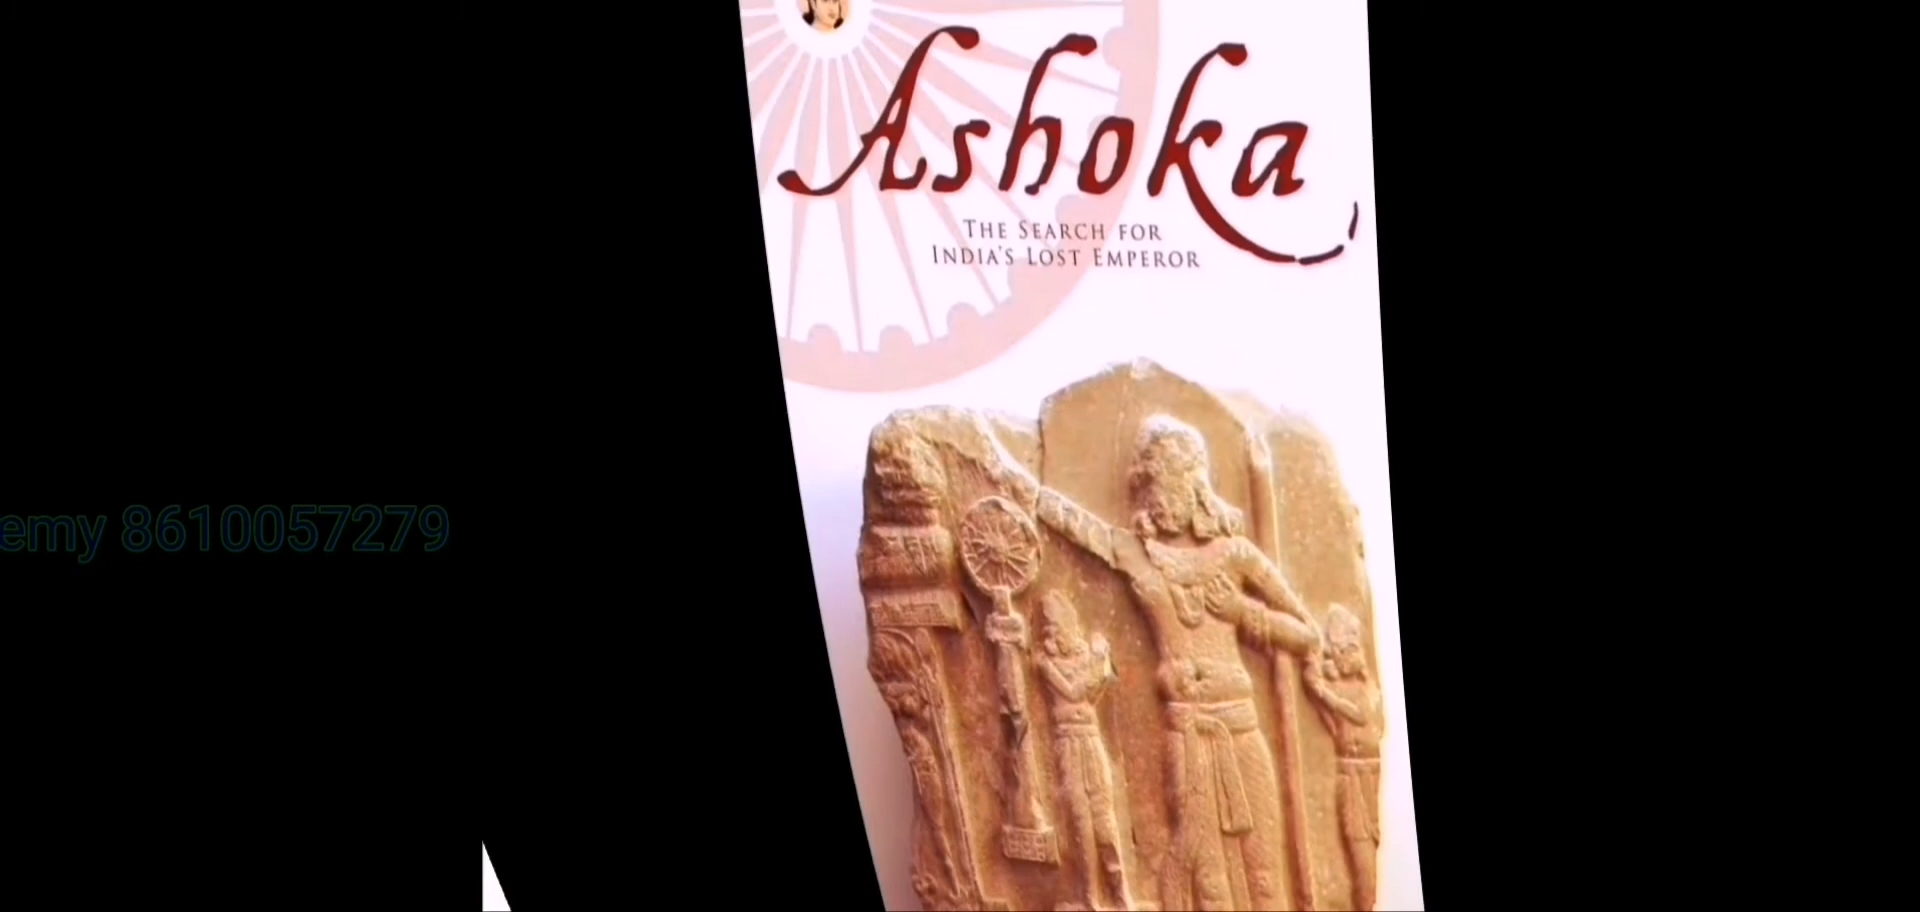 Ashoka
THE SEARCH FOR
INDIA'S LOST EMPEROR
emy 8610057279